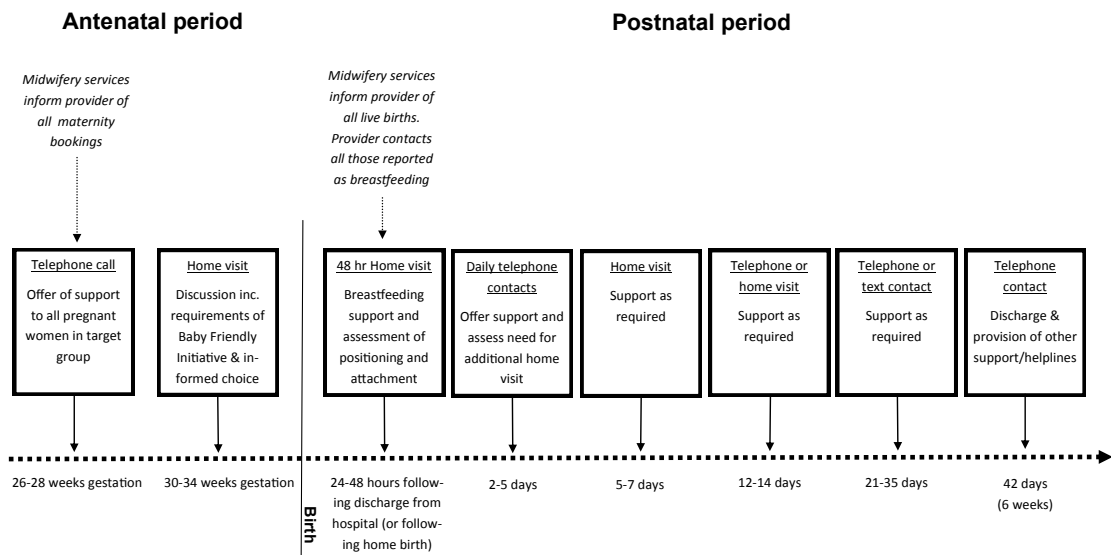 Antenatal period
Postnatal period
Midwifery services
inform provider of
all maternity
bookings
Midwifery services
inform provider of
all live births.
Provider contacts
all those reported
as breastfeeding
Telephone call
Offer of support
to all pregnant
women in target
group
Home visit
Discussion inc.
requirements of
Baby Friendly
Initiative & in-
formed choice
48 hr Home visit
Breastfeeding
support and
assessment of
positioning and
attachment
Daily telephone
contacts
Offer support and
assess need for
additional home
visit
Home visit
Support as
required
Telephone or
home visit
Support as
required
Telephone or
text contact
Support as
required
Telephone
contact
Discharge &
provision of other
support/helplines
26-28 weeks gestation
30-34 weeks gestation
Birth
24-48 hours follow-
ing discharge from
hospital (or follow-
ing home birth)
2-5 days
5-7 days
12-14 days
21-35 days
42 days
(6 weeks)